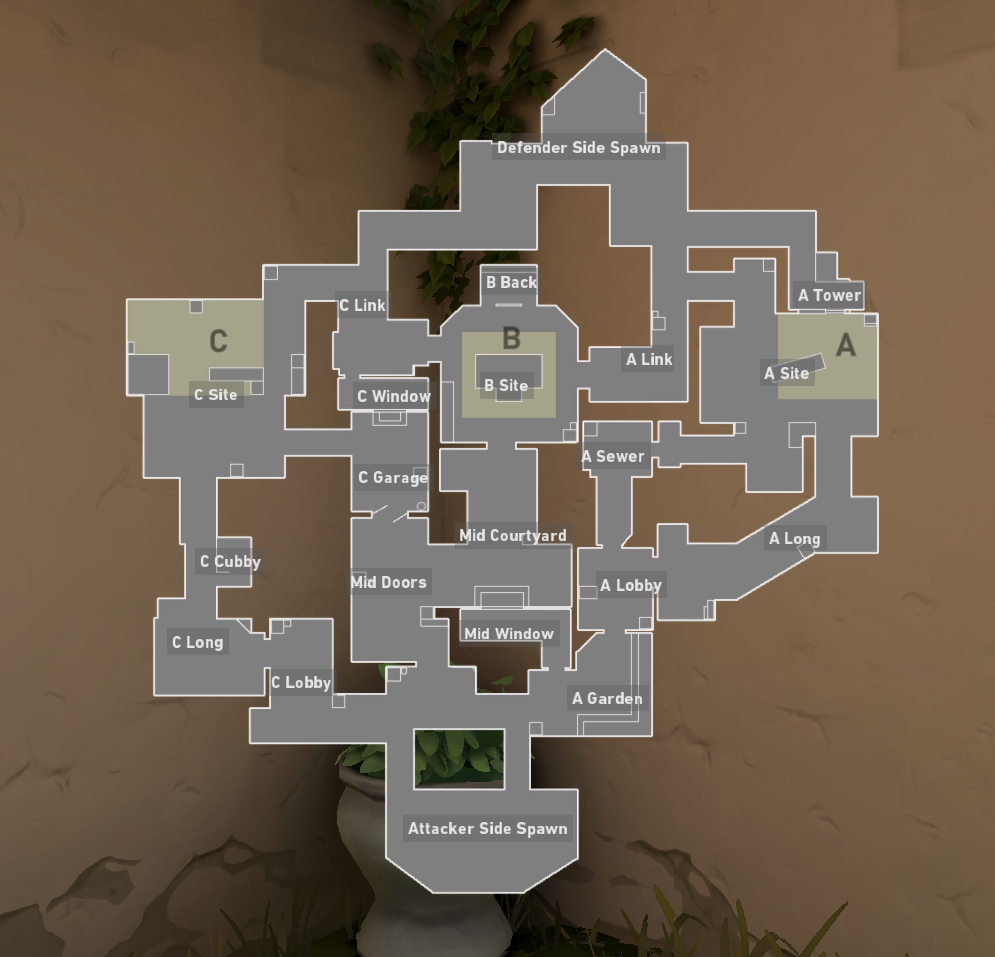 Defender Side Spawn
B Back
A Tower
C Link
C
B
A
A Link
A Site
B Site
C Site
C Window
A Sewer
C Garage
Mid Courtyard
A Long
C Cubby
Mid Doors
A Lobby
Mid Window
C Long
C Lobby
A Garden
Attacker Side Spawn